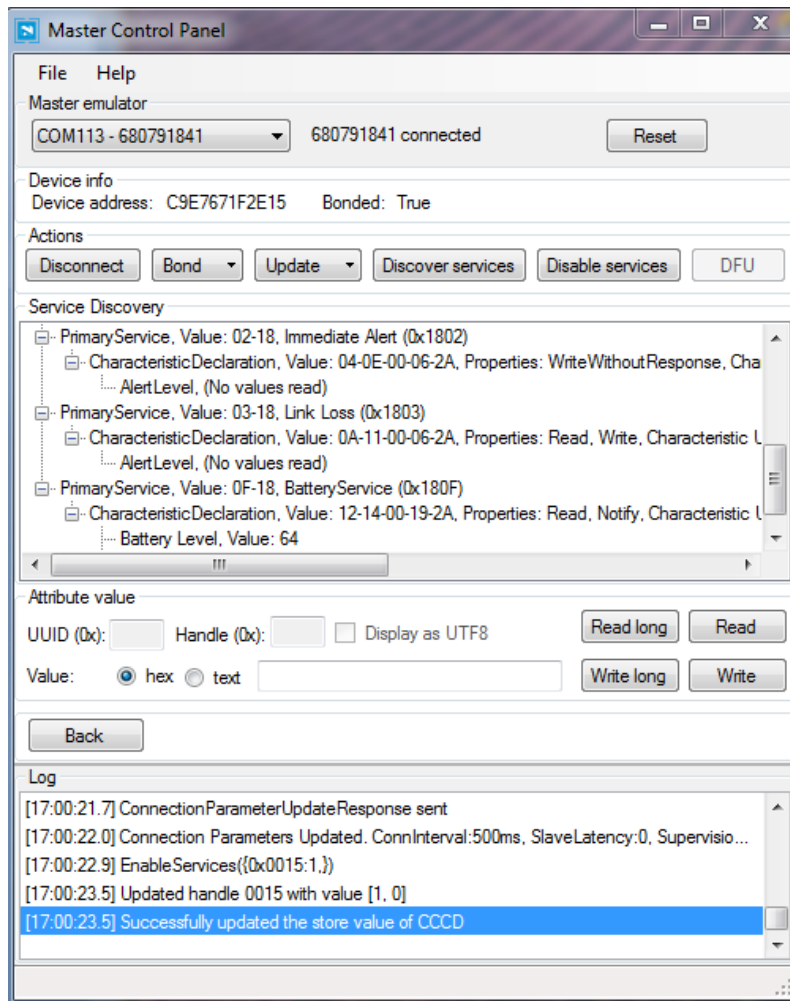 Master Control Panel
File Help
Master emulator
COM113 - 680791841 680791841 connected Reset
Device info
Device address: C9E7671F2E15 Bonded: True
Actions
Disconnect Bond Update Discover services Disable services DFU
Service Discovery
PrimaryService, Value: 02-18, Immediate Alert (0x1802)
CharacteristicDeclaration, Value: 04-0E-00-06-2A, Properties: WriteWithoutResponse, Cha
AlertLevel, (No values read)
PrimaryService, Value: 03-18, Link Loss (0x1803)
CharacteristicDeclaration, Value: 0A-11-00-06-2A, Properties: Read, Write, Characteristic U
AlertLevel, (No values read)
PrimaryService, Value: 0F-18, BatteryService (0x180F)
CharacteristicDeclaration, Value: 12-14-00-19-2A, Properties: Read, Notify, Characteristic U
Battery Level, Value: 64
Attribute value
UUID (0x): Handle (0x): Display as UTF8 Read long Read
Value: hex text Write long Write
Back
Log
[17:00:21.7] ConnectionParameterUpdateResponse sent
[17:00:22.0] Connection Parameters Updated. ConnInterval:500ms, SlaveLatency:0, Supervisio...
[17:00:22.9] EnableServices({0x0015:1,})
[17:00:23.5] Updated handle 0015 with value [1, 0]
[17:00:23.5] Successfully updated the store value of CCCD